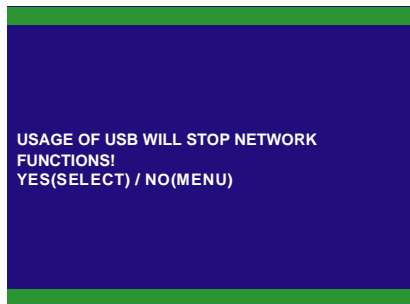 USAGE OF USB WILL STOP NETWORK
FUNCTIONS!
YES(SELECT) / NO(MENU)